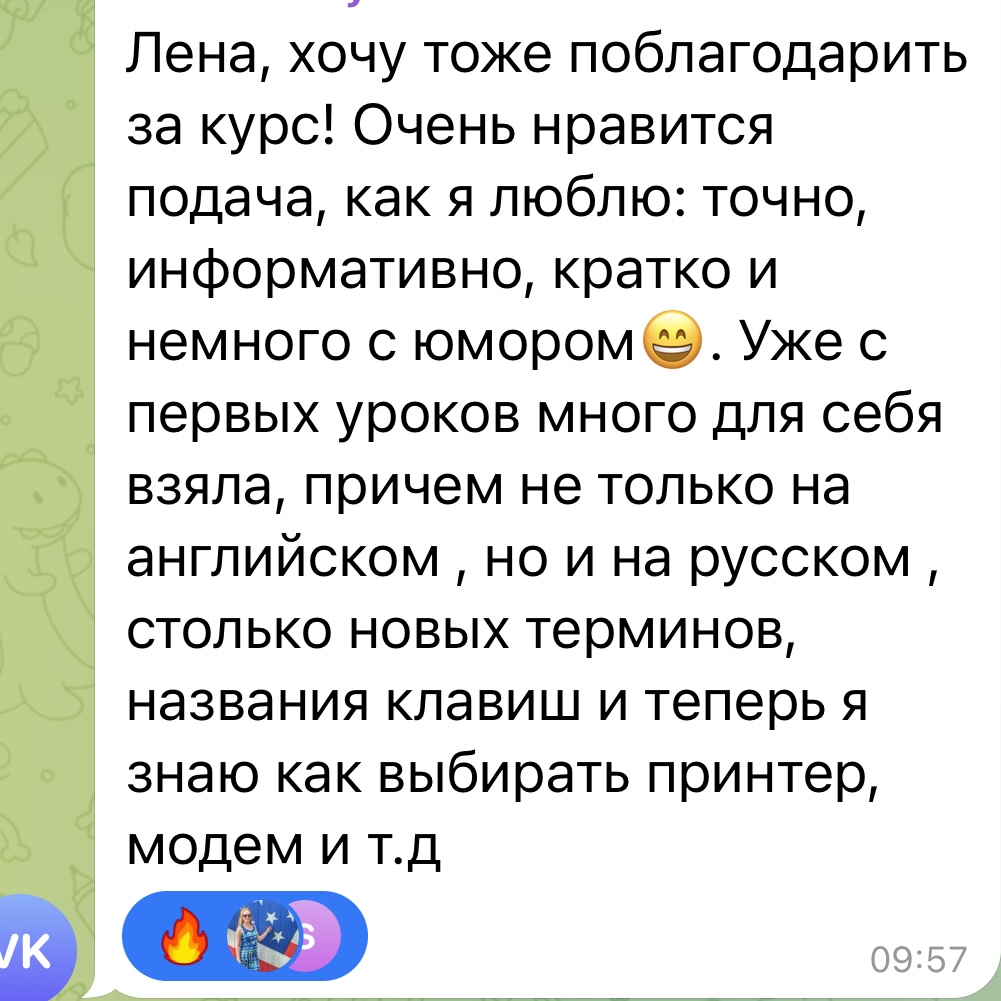 Лена, хочу тоже поблагодарить
за курс! Очень нравится
подача, как я люблю: точно,
информативно, кратко и
немного с юмором😄. Уже с
первых уроков много для себя
взяла, причем не только на
английском , но и на русском ,
столько новых терминов,
названия клавиш и теперь я
знаю как выбирать принтер,
модем и т.д
VK
S
09:57